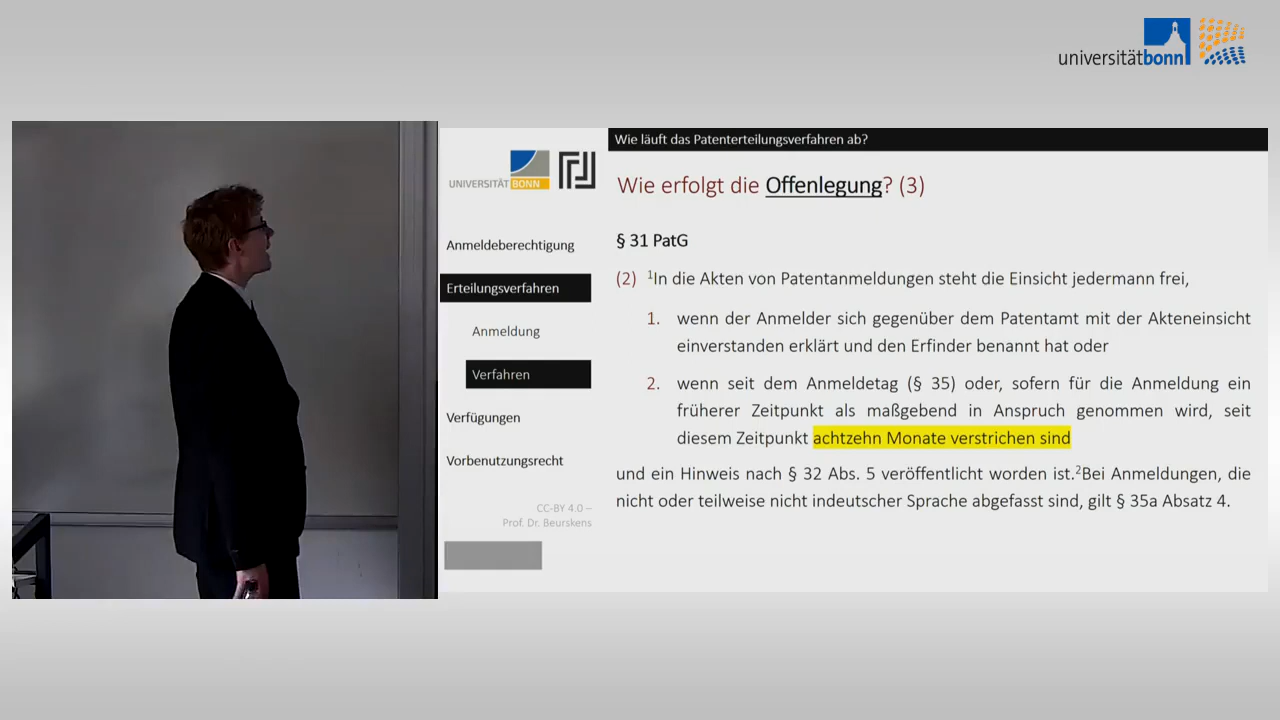 universitätbonn
Wie läuft das Patenterteilungsverfahren ab?
UNIVERSITÄT BONN
Wie erfolgt die Offenlegung? (3)
Anmeldeberechtigung
Erteilungsverfahren
Anmeldung
Verfahren
Verfügungen
Vorbenutzungsrecht
CC-BY 4.0 –
Prof. Dr. Beurskens
§ 31 PatG
(2) ¹In die Akten von Patentanmeldungen steht die Einsicht jedermann frei,
1. wenn der Anmelder sich gegenüber dem Patentamt mit der Akteneinsicht
einverstanden erklärt und den Erfinder benannt hat oder
2. wenn seit dem Anmeldetag (§ 35) oder, sofern für die Anmeldung ein
früherer Zeitpunkt als maßgebend in Anspruch genommen wird, seit
diesem Zeitpunkt achtzehn Monate verstrichen sind
und ein Hinweis nach § 32 Abs. 5 veröffentlicht worden ist.²Bei Anmeldungen, die
nicht oder teilweise nicht indeutscher Sprache abgefasst sind, gilt § 35a Absatz 4.